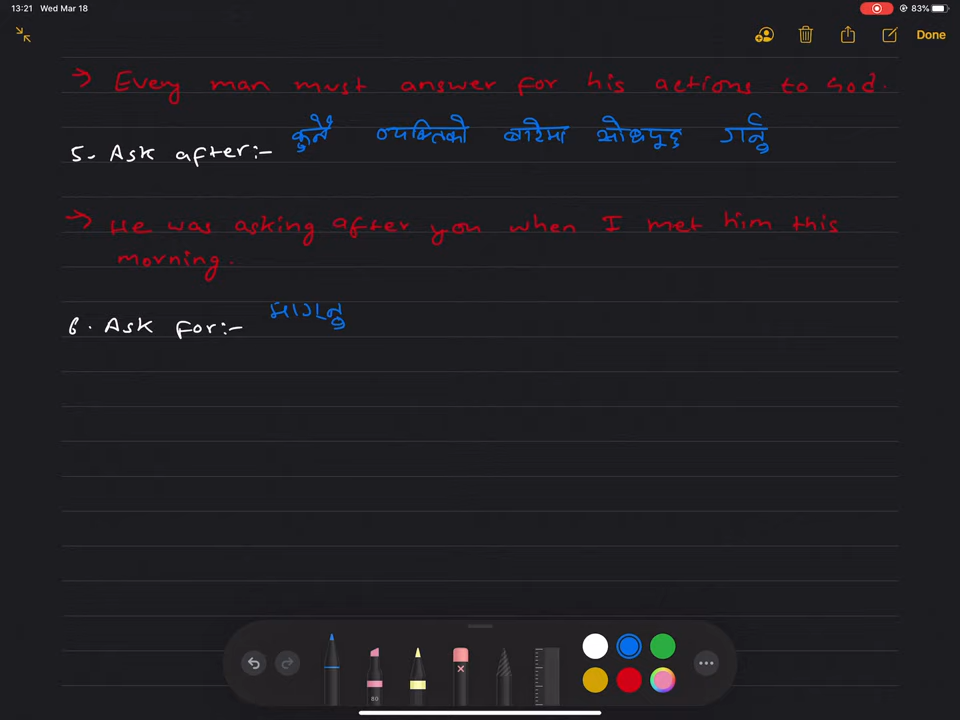 13:21 Wed Mar 18 83%
Done
→ Every man must answer for his actions to God.
5. Ask after:- कुनै व्यक्तिको बारेमा सोधपुछ गर्नु
→ He was asking after you when I met him this
morning.
6. Ask for:- माग्नु
80